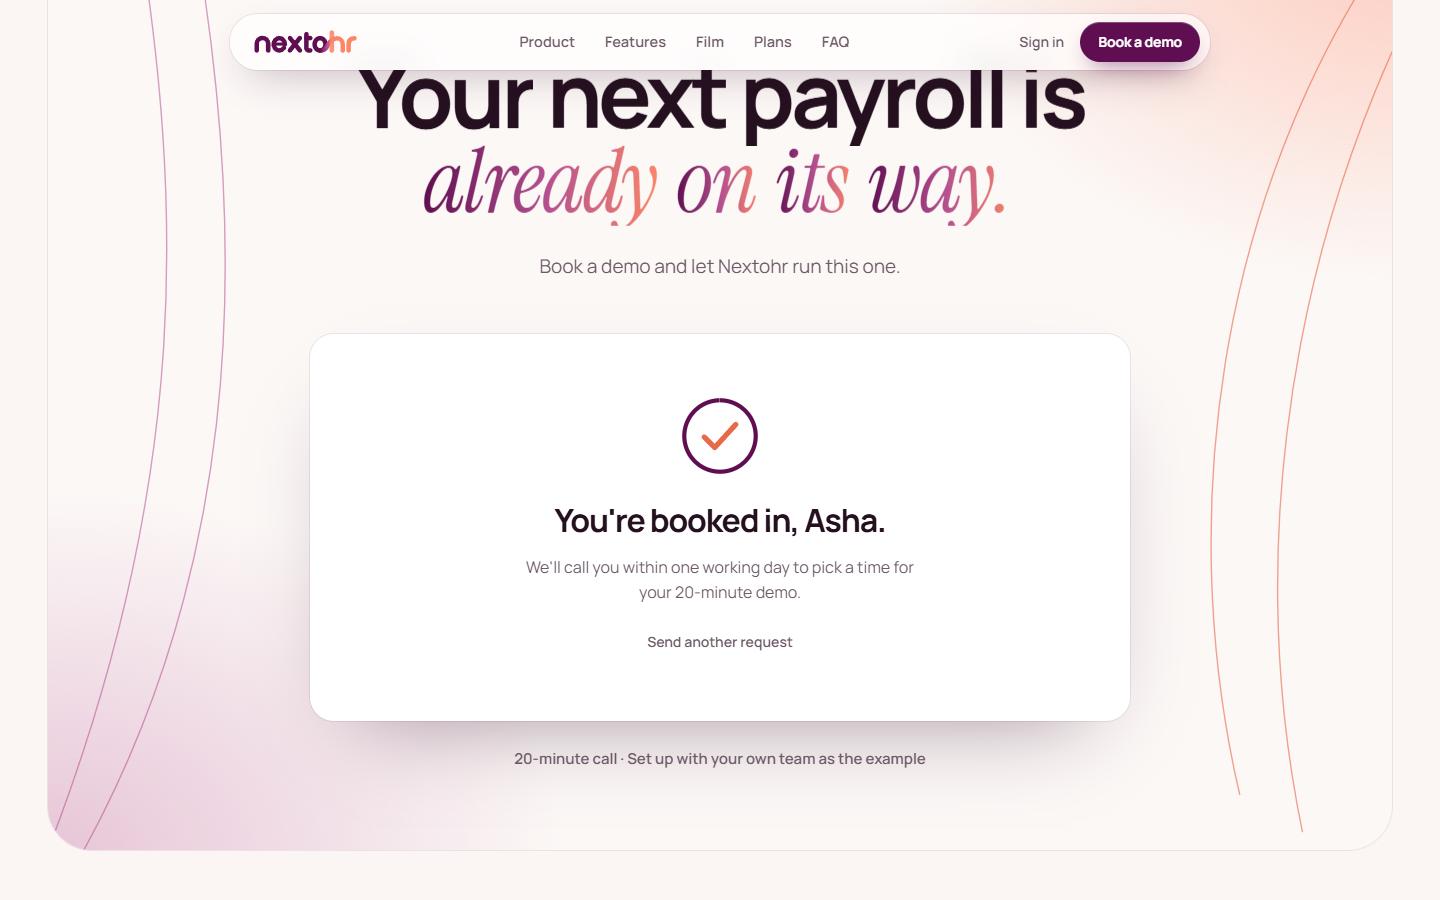 nextohr
Product Features Film Plans FAQ
Sign in
Book a demo
Your next payroll is
already on its way.
Book a demo and let Nextohr run this one.
You're booked in, Asha.
We'll call you within one working day to pick a time for
your 20-minute demo.
Send another request
20-minute call · Set up with your own team as the example